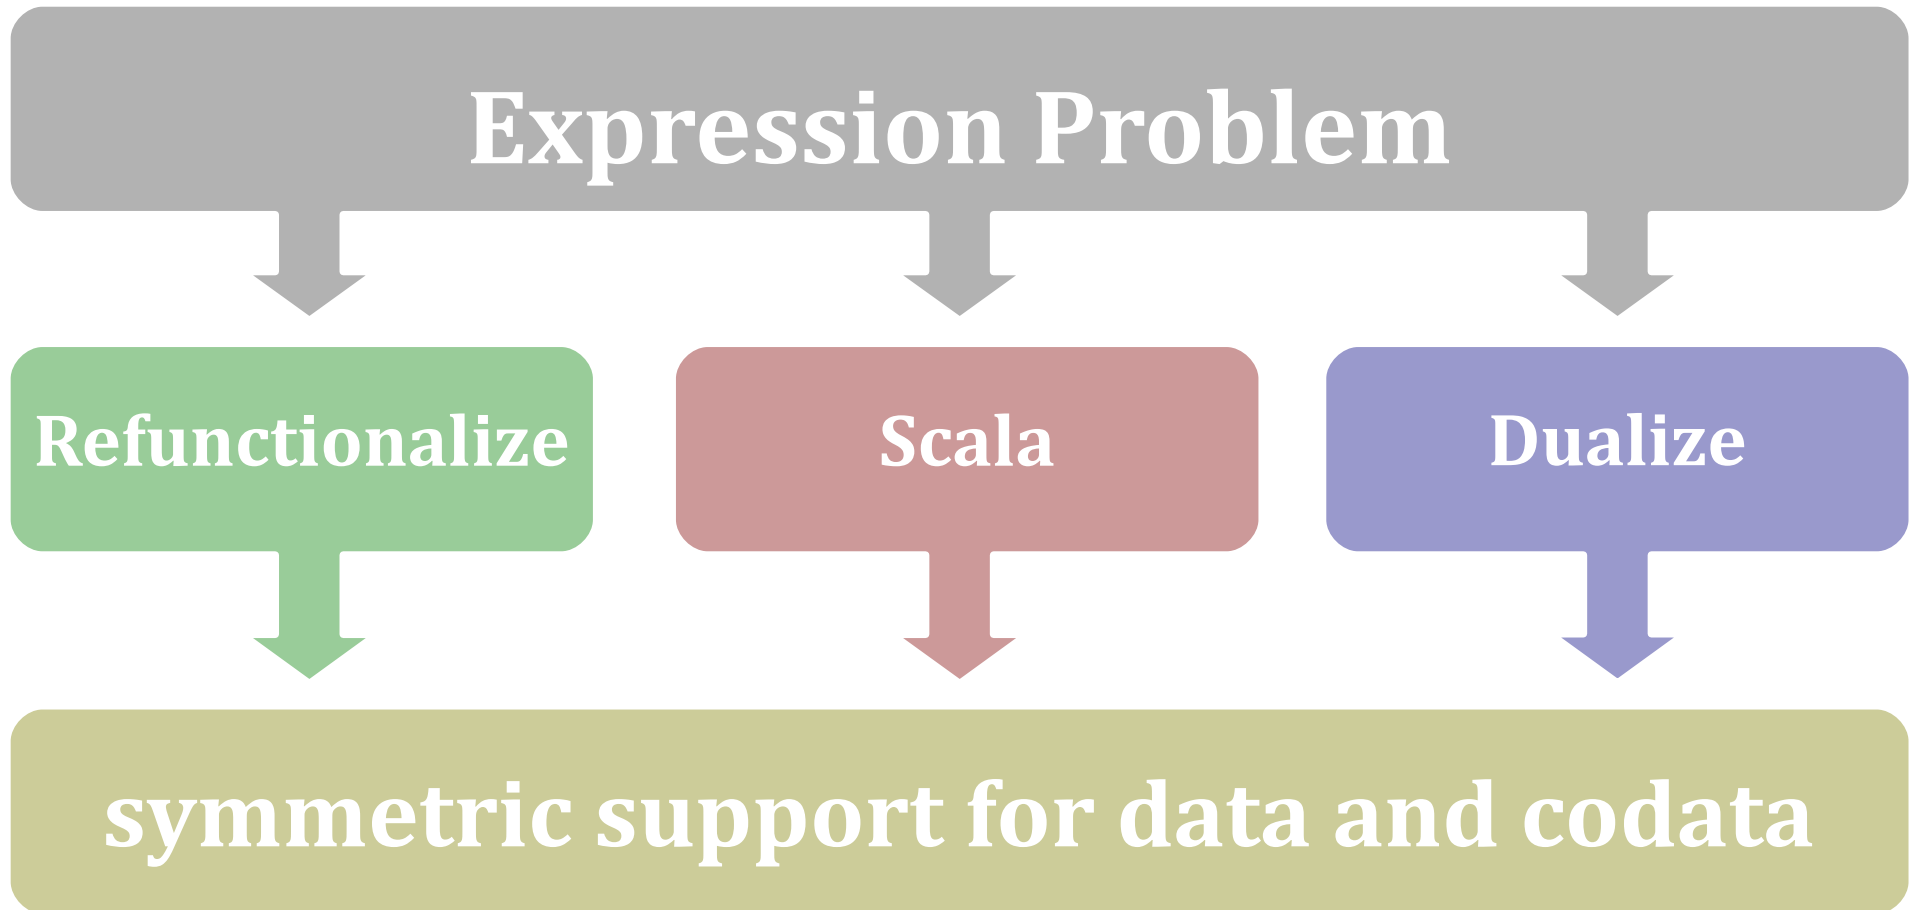 Expression Problem
Refunctionalize
Scala
Dualize
symmetric support for data and codata